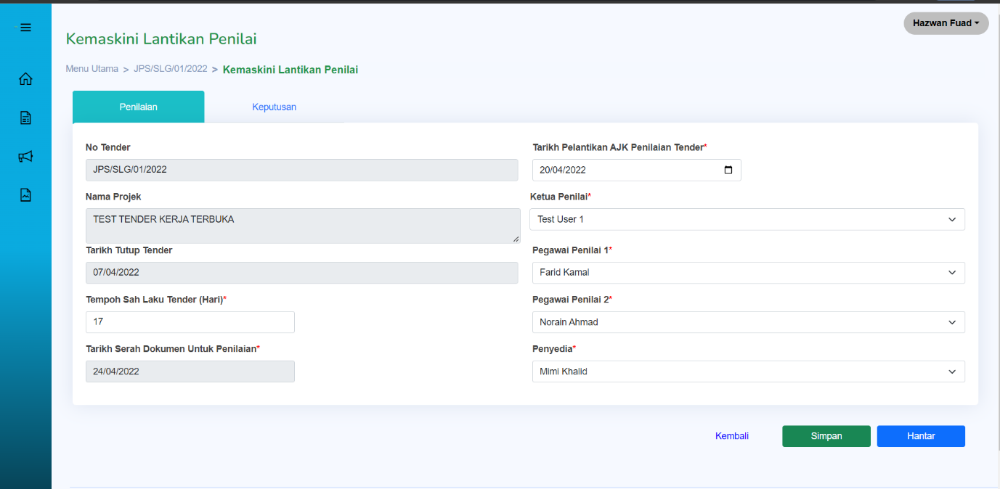 Hazwan Fuad
Kemaskini Lantikan Penilai
Menu Utama > JPS/SLG/01/2022 > Kemaskini Lantikan Penilai
Penilaian
Keputusan
No Tender
JPS/SLG/01/2022
Tarikh Pelantikan AJK Penilaian Tender*
20/04/2022
Nama Projek
TEST TENDER KERJA TERBUKA
Ketua Penilai*
Test User 1
Tarikh Tutup Tender
07/04/2022
Pegawai Penilai 1*
Farid Kamal
Tempoh Sah Laku Tender (Hari)*
17
Pegawai Penilai 2*
Norain Ahmad
Tarikh Serah Dokumen Untuk Penilaian*
24/04/2022
Penyedia*
Mimi Khalid
Kembali
Simpan
Hantar